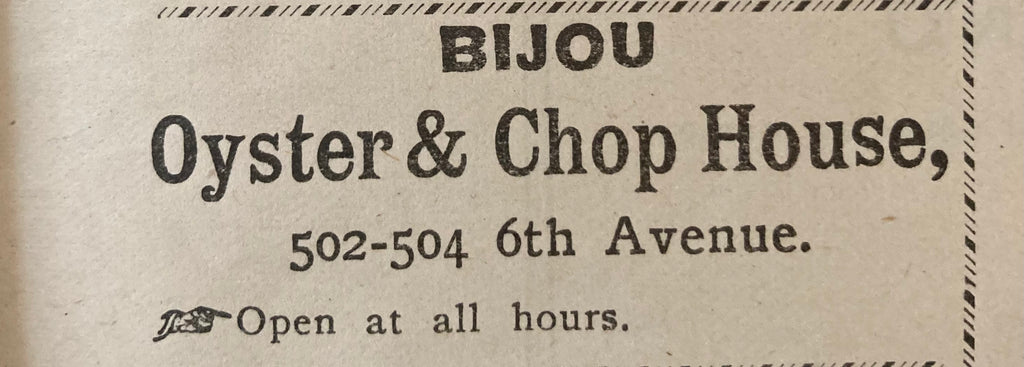 BIJOU
Oyster & Chop House,
502-504 6th Avenue.
☞ Open at all hours.